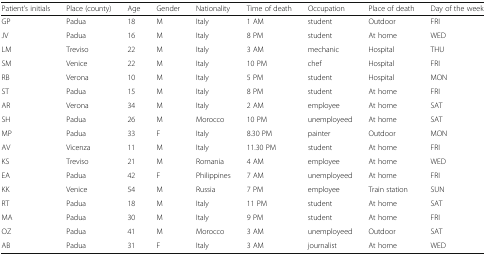 Patient's initials Place (county) Age Gender Nationality Time of death Occupation Place of death Day of the week
GP Padua 18 M Italy 1 AM student Outdoor FRI
JV Padua 16 M Italy 8 PM student At home WED
LM Treviso 22 M Italy 3 AM mechanic Hospital THU
SM Venice 22 M Italy 10 PM chef Hospital FRI
RB Verona 10 M Italy 5 PM student Hospital MON
ST Padua 15 M Italy 8 PM student At home FRI
AR Verona 34 M Italy 2 AM employee At home SAT
SH Padua 26 M Morocco 10 PM unemployeed At home SAT
MP Padua 33 F Italy 8.30 PM painter Outdoor MON
AV Vicenza 11 M Italy 11.30 PM student At home FRI
KS Treviso 21 M Romania 4 AM employee At home WED
EA Padua 42 F Philippines 7 AM unemployeed At home FRI
KK Venice 54 M Russia 7 PM employee Train station SUN
RT Padua 18 M Italy 11 PM student At home SAT
MA Padua 30 M Italy 9 PM student At home FRI
OZ Padua 41 M Morocco 3 AM unemployeed Outdoor SAT
AB Padua 31 F Italy 3 AM journalist At home WED